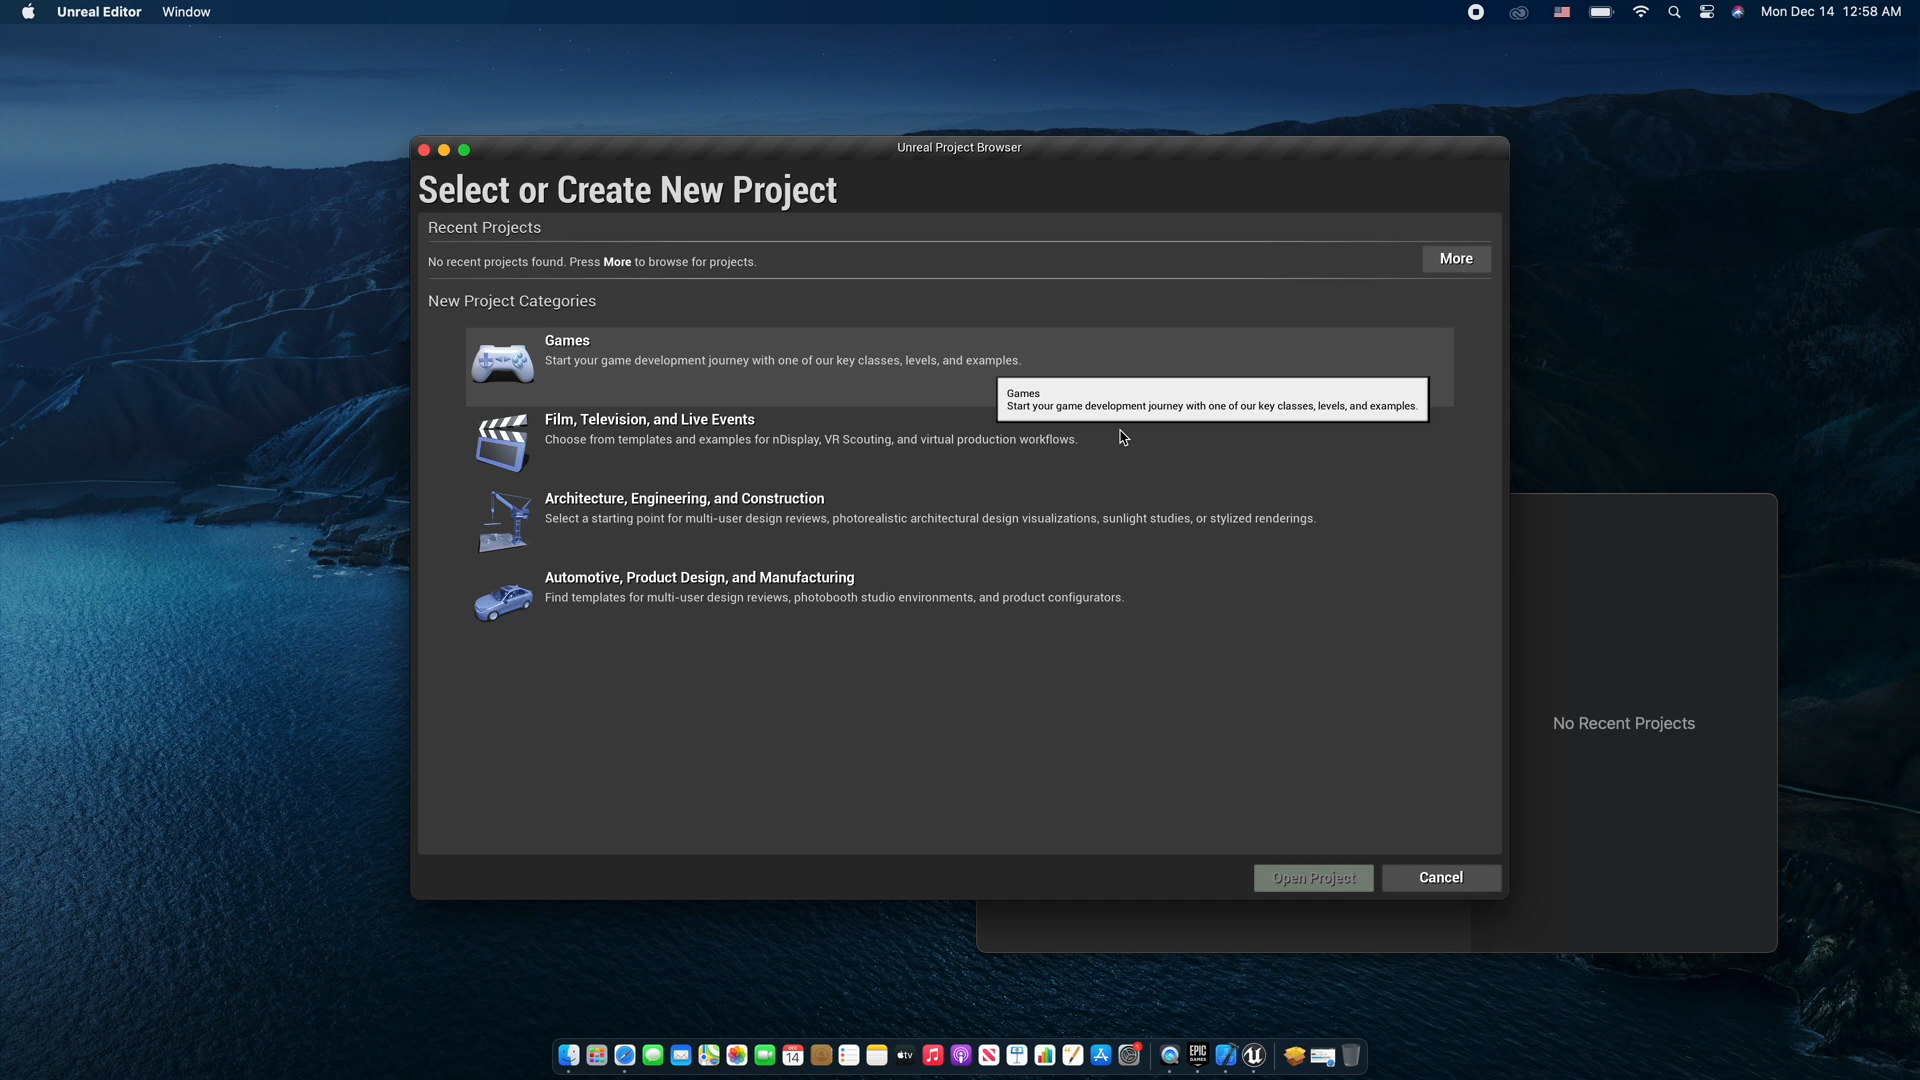 Unreal Editor Window
Mon Dec 14 12:58 AM
Unreal Project Browser
Select or Create New Project
Recent Projects
No recent projects found. Press More to browse for projects.
More
New Project Categories
Games
Start your game development journey with one of our key classes, levels, and examples.
Games
Start your game development journey with one of our key classes, levels, and examples.
Film, Television, and Live Events
Choose from templates and examples for nDisplay, VR Scouting, and virtual production workflows.
Architecture, Engineering, and Construction
Select a starting point for multi-user design reviews, photorealistic architectural design visualizations, sunlight studies, or stylized renderings.
Automotive, Product Design, and Manufacturing
Find templates for multi-user design reviews, photobooth studio environments, and product configurators.
No Recent Projects
Open Project
Cancel
DEC
14
tv
1
EPIC
GAMES